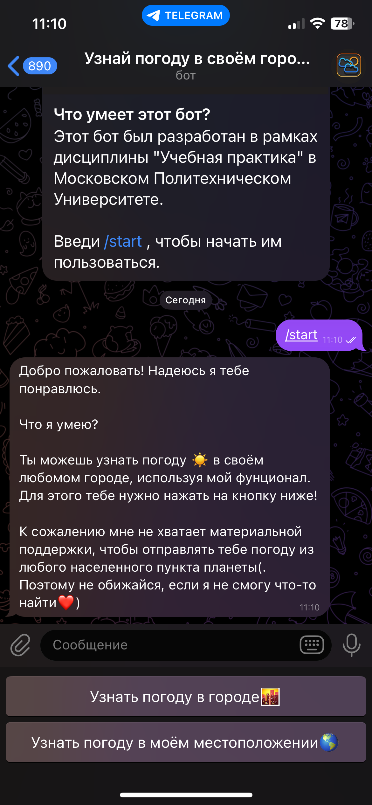 11:10
TELEGRAM
78
890
Узнай погоду в своём горо...
бот
Что умеет этот бот?
Этот бот был разработан в рамках
дисциплины "Учебная практика" в
Московском Политехническом
Университете.
Введи /start , чтобы начать им
пользоваться.
Сегодня
/start 11:10
Добро пожаловать! Надеюсь я тебе
понравлюсь.
Что я умею?
Ты можешь узнать погоду ☀️ в своём
любомом городе, используя мой фунционал.
Для этого тебе нужно нажать на кнопку ниже!
К сожалению мне не хватает материальной
поддержки, чтобы отправлять тебе погоду из
любого населенного пункта планеты(.
Поэтому не обижайся, если я не смогу что-то
найти❤️)
11:10
Сообщение
Узнать погоду в городе🌇
Узнать погоду в моём местоположении🌎